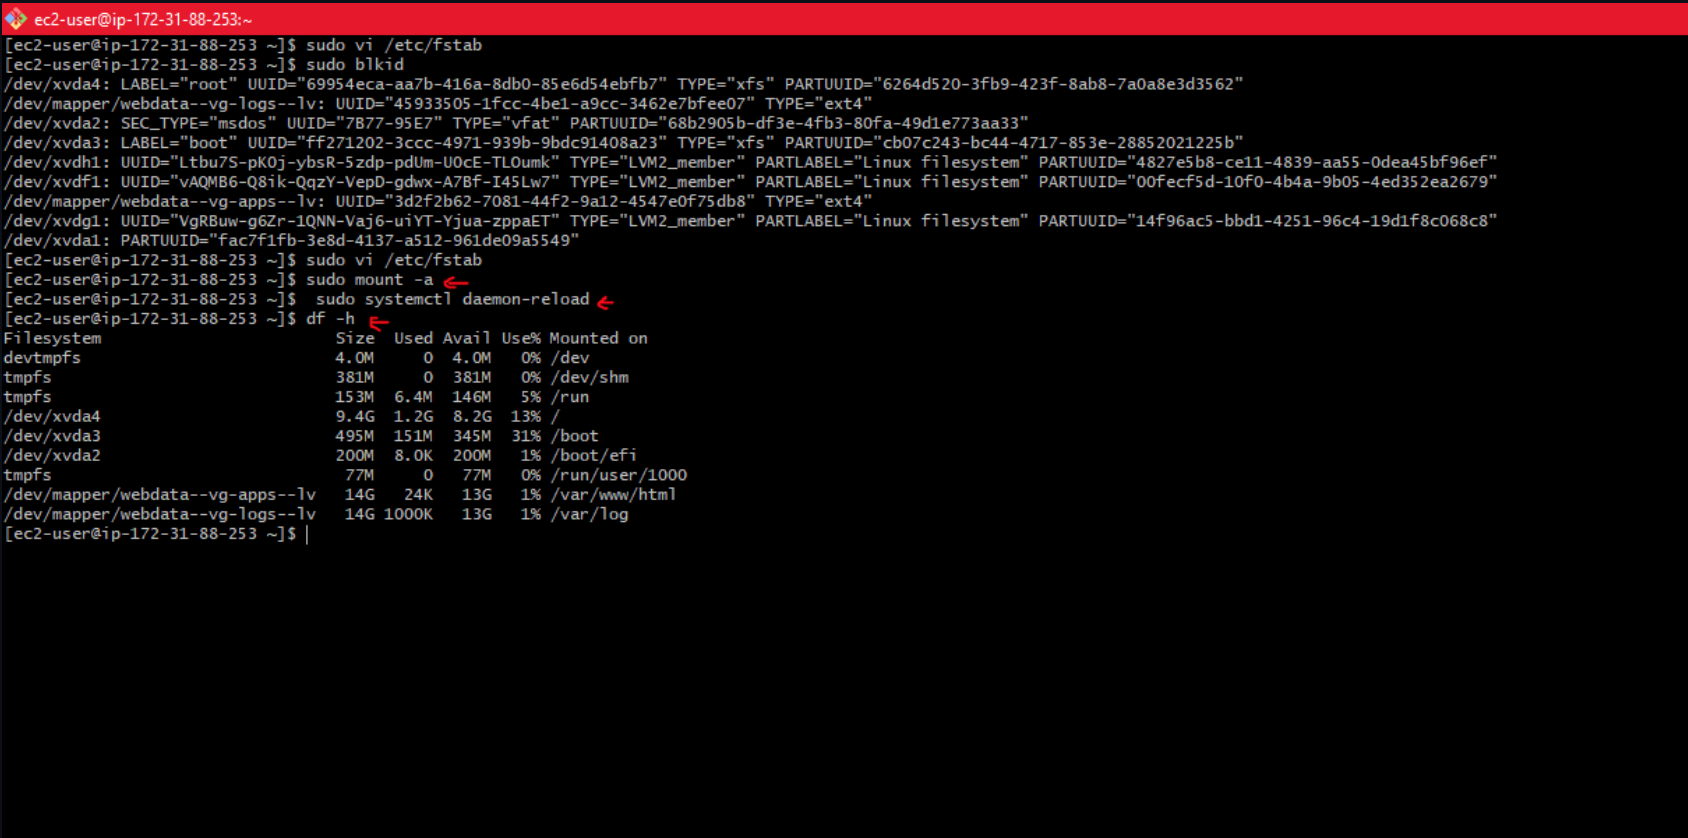 ec2-user@ip-172-31-88-253:~
[ec2-user@ip-172-31-88-253 ~]$ sudo vi /etc/fstab
[ec2-user@ip-172-31-88-253 ~]$ sudo blkid
/dev/xvda4: LABEL="root" UUID="69954eca-aa7b-416a-8db0-85e6d54ebfb7" TYPE="xfs" PARTUUID="6264d520-3fb9-423f-8ab8-7a0a8e3d3562"
/dev/mapper/webdata--vg-logs--lv: UUID="45933505-1fcc-4be1-a9cc-3462e7bfee07" TYPE="ext4"
/dev/xvda2: SEC_TYPE="msdos" UUID="7B77-95E7" TYPE="vfat" PARTUUID="68b2905b-df3e-4fb3-80fa-49d1e773aa33"
/dev/xvda3: LABEL="boot" UUID="ff271202-3ccc-4971-939b-9bdc91408a23" TYPE="xfs" PARTUUID="cb07c243-bc44-4717-853e-28852021225b"
/dev/xvdh1: UUID="Ltbu7S-pK0j-ybsR-5zdp-pdUm-UOcE-TLOumk" TYPE="LVM2_member" PARTLABEL="Linux filesystem" PARTUUID="4827e5b8-ce11-4839-aa55-0dea45bf96ef"
/dev/xvdf1: UUID="vAQMB6-Q8ik-QqzY-VepD-gdwx-A7Bf-I45Lw7" TYPE="LVM2_member" PARTLABEL="Linux filesystem" PARTUUID="00fecf5d-10f0-4b4a-9b05-4ed352ea2679"
/dev/mapper/webdata--vg-apps--lv: UUID="3d2f2b62-7081-44f2-9a12-4547e0f75db8" TYPE="ext4"
/dev/xvdg1: UUID="VgRBuw-g6Zr-1QNN-Vaj6-uiYT-Yjua-zppaET" TYPE="LVM2_member" PARTLABEL="Linux filesystem" PARTUUID="14f96ac5-bbd1-4251-96c4-19d1f8c068c8"
/dev/xvda1: PARTUUID="fac7f1fb-3e8d-4137-a512-961de09a5549"
[ec2-user@ip-172-31-88-253 ~]$ sudo vi /etc/fstab
[ec2-user@ip-172-31-88-253 ~]$ sudo mount -a
[ec2-user@ip-172-31-88-253 ~]$  sudo systemctl daemon-reload
[ec2-user@ip-172-31-88-253 ~]$ df -h
Filesystem                        Size  Used Avail Use% Mounted on
devtmpfs                          4.0M     0  4.0M   0% /dev
tmpfs                             381M     0  381M   0% /dev/shm
tmpfs                             153M  6.4M  146M   5% /run
/dev/xvda4                        9.4G  1.2G  8.2G  13% /
/dev/xvda3                        495M  151M  345M  31% /boot
/dev/xvda2                        200M  8.0K  200M   1% /boot/efi
tmpfs                              77M     0   77M   0% /run/user/1000
/dev/mapper/webdata--vg-apps--lv   14G   24K   13G   1% /var/www/html
/dev/mapper/webdata--vg-logs--lv   14G 1000K   13G   1% /var/log
[ec2-user@ip-172-31-88-253 ~]$